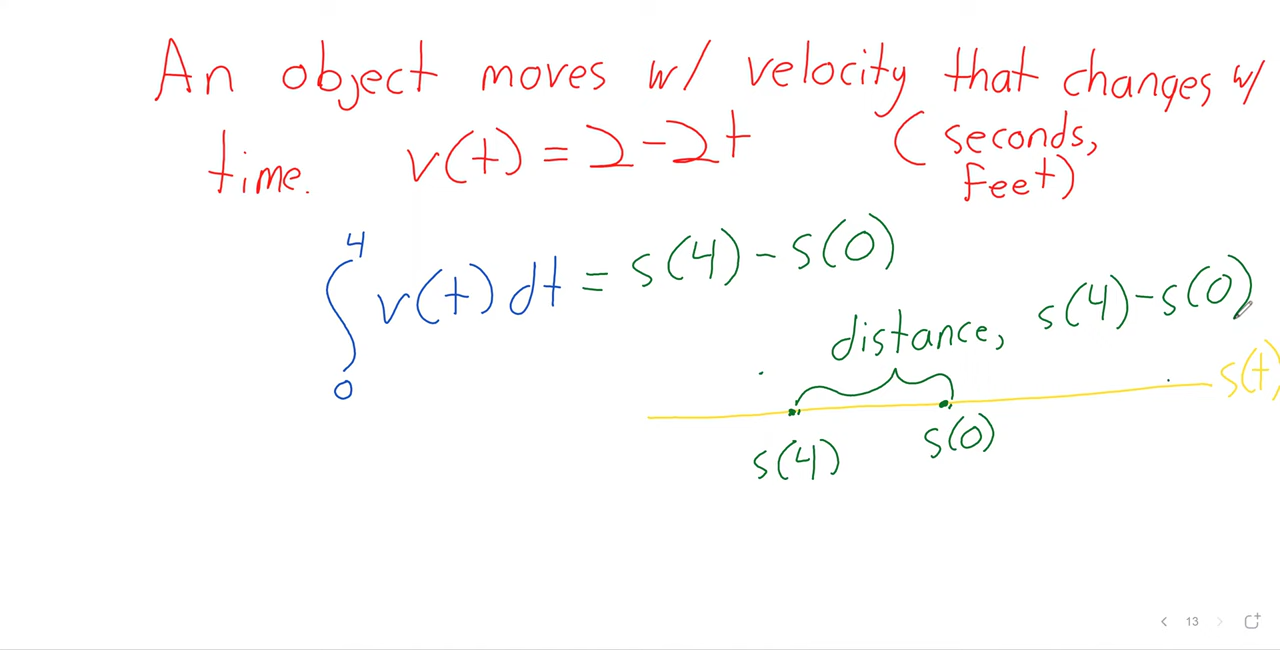 An object moves w/ velocity that changes w/
time. v(t) = 2 - 2t (seconds,
feet)
∫₀⁴ v(t) dt = s(4) - s(0)
distance, s(4) - s(0)
s(t)
s(4) s(0)
13